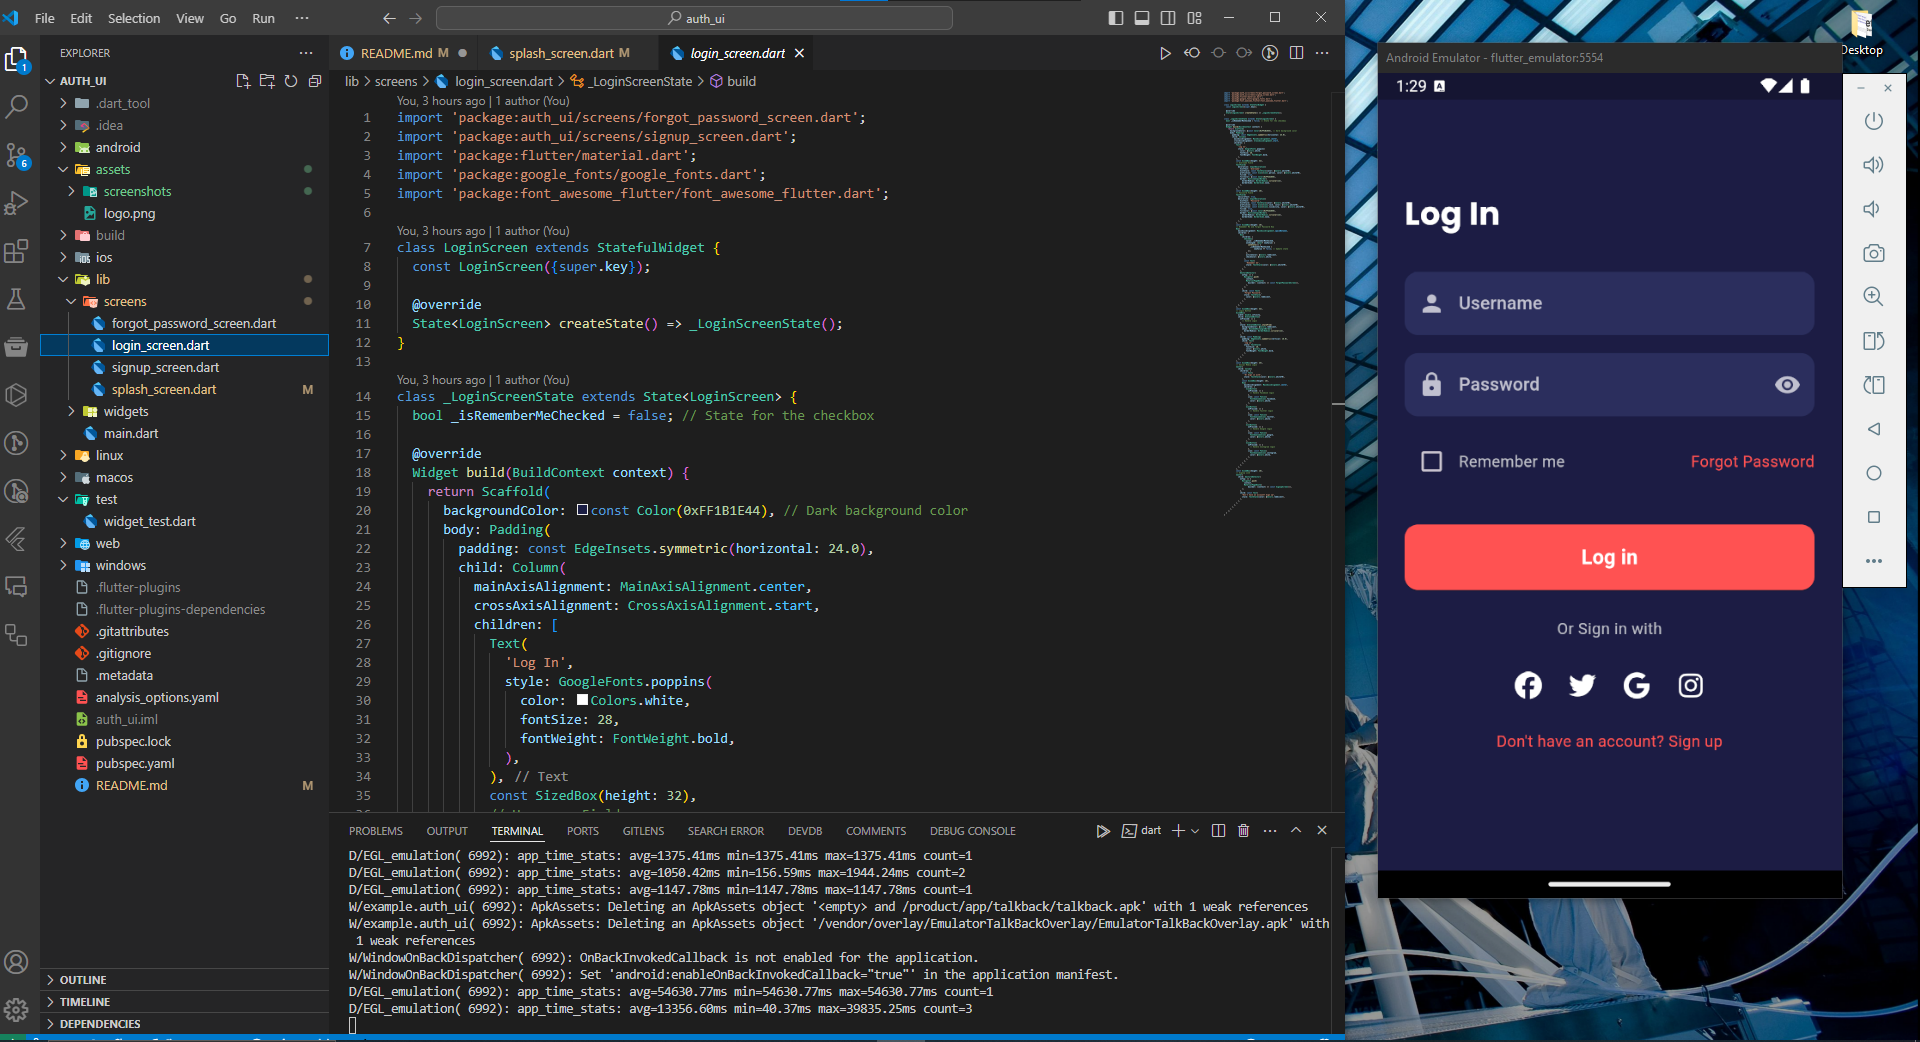 File Edit Selection View Go Run ···
auth_ui
EXPLORER
AUTH_UI
.dart_tool
.idea
android
assets
screenshots
logo.png
build
ios
lib
screens
forgot_password_screen.dart
login_screen.dart
signup_screen.dart
splash_screen.dart M
widgets
main.dart
linux
macos
test
widget_test.dart
web
windows
.flutter-plugins
.flutter-plugins-dependencies
.gitattributes
.gitignore
.metadata
analysis_options.yaml
auth_ui.iml
pubspec.lock
pubspec.yaml
README.md M
OUTLINE
TIMELINE
DEPENDENCIES
1
6
README.md M splash_screen.dart M login_screen.dart
lib > screens > login_screen.dart > _LoginScreenState > build
You, 3 hours ago | 1 author (You)
1 import 'package:auth_ui/screens/forgot_password_screen.dart';
2 import 'package:auth_ui/screens/signup_screen.dart';
3 import 'package:flutter/material.dart';
4 import 'package:google_fonts/google_fonts.dart';
5 import 'package:font_awesome_flutter/font_awesome_flutter.dart';
6
You, 3 hours ago | 1 author (You)
7 class LoginScreen extends StatefulWidget {
8 const LoginScreen({super.key});
9
10 @override
11 State<LoginScreen> createState() => _LoginScreenState();
12 }
13
You, 3 hours ago | 1 author (You)
14 class _LoginScreenState extends State<LoginScreen> {
15 bool _isRememberMeChecked = false; // State for the checkbox
16
17 @override
18 Widget build(BuildContext context) {
19 return Scaffold(
20 backgroundColor: const Color(0xFF1B1E44), // Dark background color
21 body: Padding(
22 padding: const EdgeInsets.symmetric(horizontal: 24.0),
23 child: Column(
24 mainAxisAlignment: MainAxisAlignment.center,
25 crossAxisAlignment: CrossAxisAlignment.start,
26 children: [
27 Text(
28 'Log In',
29 style: GoogleFonts.poppins(
30 color: Colors.white,
31 fontSize: 28,
32 fontWeight: FontWeight.bold,
33 ),
34 ), // Text
35 const SizedBox(height: 32),
PROBLEMS OUTPUT TERMINAL PORTS GITLENS SEARCH ERROR DEVDB COMMENTS DEBUG CONSOLE
dart
D/EGL_emulation( 6992): app_time_stats: avg=1375.41ms min=1375.41ms max=1375.41ms count=1
D/EGL_emulation( 6992): app_time_stats: avg=1050.42ms min=156.59ms max=1944.24ms count=2
D/EGL_emulation( 6992): app_time_stats: avg=1147.78ms min=1147.78ms max=1147.78ms count=1
W/example.auth_ui( 6992): ApkAssets: Deleting an ApkAssets object '<empty> and /product/app/talkback/talkback.apk' with 1 weak references
W/example.auth_ui( 6992): ApkAssets: Deleting an ApkAssets object '/vendor/overlay/EmulatorTalkBackOverlay/EmulatorTalkBackOverlay.apk' with
1 weak references
W/WindowOnBackDispatcher( 6992): OnBackInvokedCallback is not enabled for the application.
W/WindowOnBackDispatcher( 6992): Set 'android:enableOnBackInvokedCallback="true"' in the application manifest.
D/EGL_emulation( 6992): app_time_stats: avg=54630.77ms min=54630.77ms max=54630.77ms count=1
D/EGL_emulation( 6992): app_time_stats: avg=13356.60ms min=40.37ms max=39835.25ms count=3
Desktop
Android Emulator - flutter_emulator:5554
1:29 A
Log In
Username
Password
Remember me Forgot Password
Log in
Or Sign in with
Don't have an account? Sign up